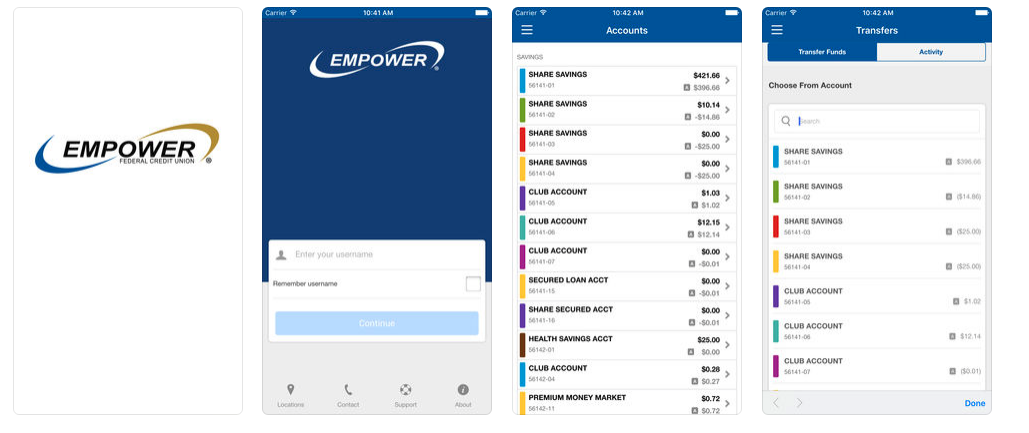 EMPOWER
FEDERAL CREDIT UNION ®
Carrier 10:41 AM
EMPOWER ®
Enter your username
Remember username
Continue
Locations Contact Support About
Carrier 10:42 AM
Accounts
SAVINGS
SHARE SAVINGS $421.66
56141-01 A $396.66
SHARE SAVINGS $10.14
56141-02 A -$14.86
SHARE SAVINGS $0.00
56141-03 A -$25.00
SHARE SAVINGS $0.00
56141-04 A -$25.00
CLUB ACCOUNT $1.03
56141-05 A $1.02
CLUB ACCOUNT $12.15
56141-06 A $12.14
CLUB ACCOUNT $0.00
56141-07 A -$0.01
SECURED LOAN ACCT $0.00
56141-15 A -$0.01
SHARE SECURED ACCT $0.00
56141-16 A -$0.01
HEALTH SAVINGS ACCT $25.00
56142-01 A $0.00
CLUB ACCOUNT $0.28
56142-04 A $0.27
PREMIUM MONEY MARKET $0.72
56142-11 A $0.72
Carrier 10:42 AM
Transfers
Transfer Funds Activity
Choose From Account
Search
SHARE SAVINGS
56141-01 A $396.66
SHARE SAVINGS
56141-02 A ($14.86)
SHARE SAVINGS
56141-03 A ($25.00)
SHARE SAVINGS
56141-04 A ($25.00)
CLUB ACCOUNT
56141-05 A $1.02
CLUB ACCOUNT
56141-06 A $12.14
CLUB ACCOUNT
56141-07 A ($0.01)
Done